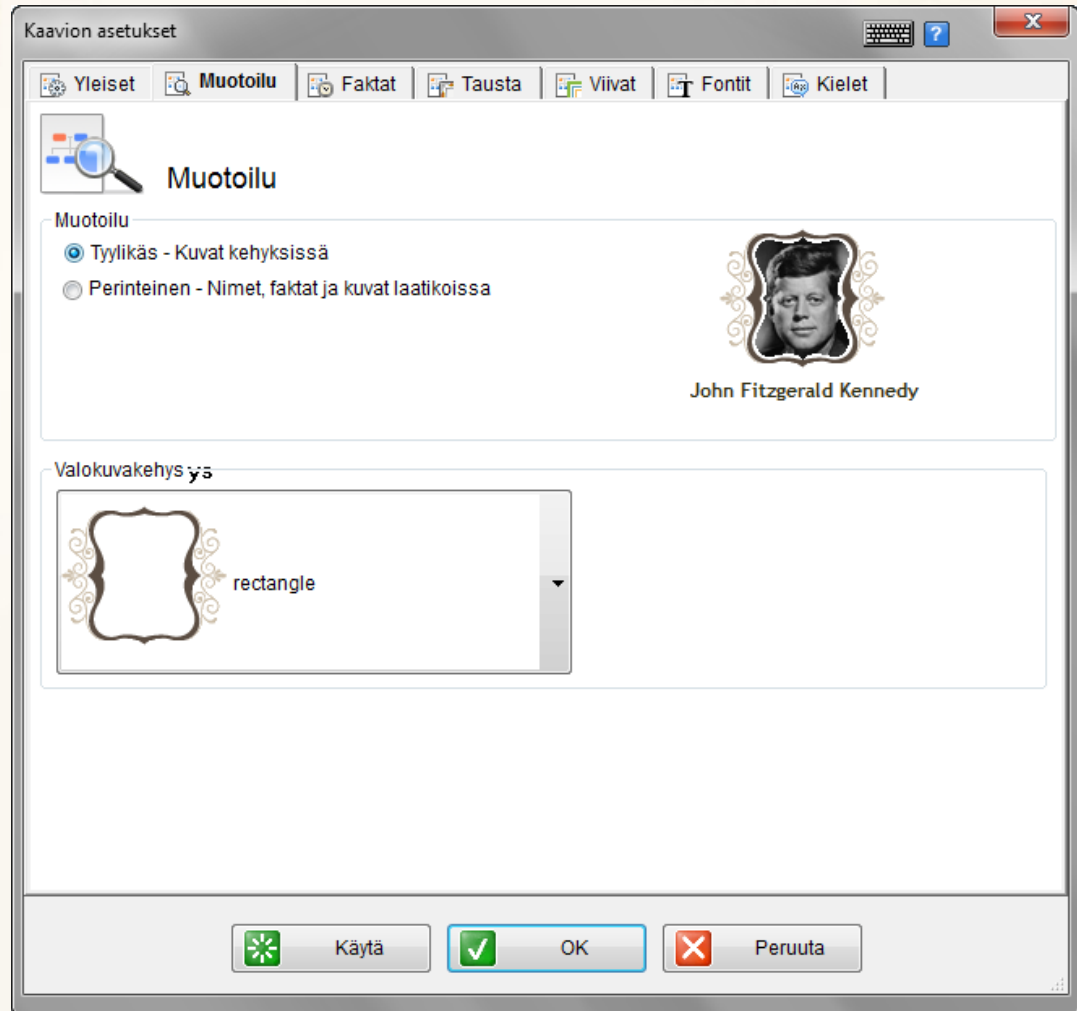 Kaavion asetukset
?
Yleiset Muotoilu Faktat Tausta Viivat Fontit Kielet
Muotoilu
Muotoilu
Tyylikäs - Kuvat kehyksissä
Perinteinen - Nimet, faktat ja kuvat laatikoissa
John Fitzgerald Kennedy
Valokuvakehys ys
rectangle
Käytä OK Peruuta